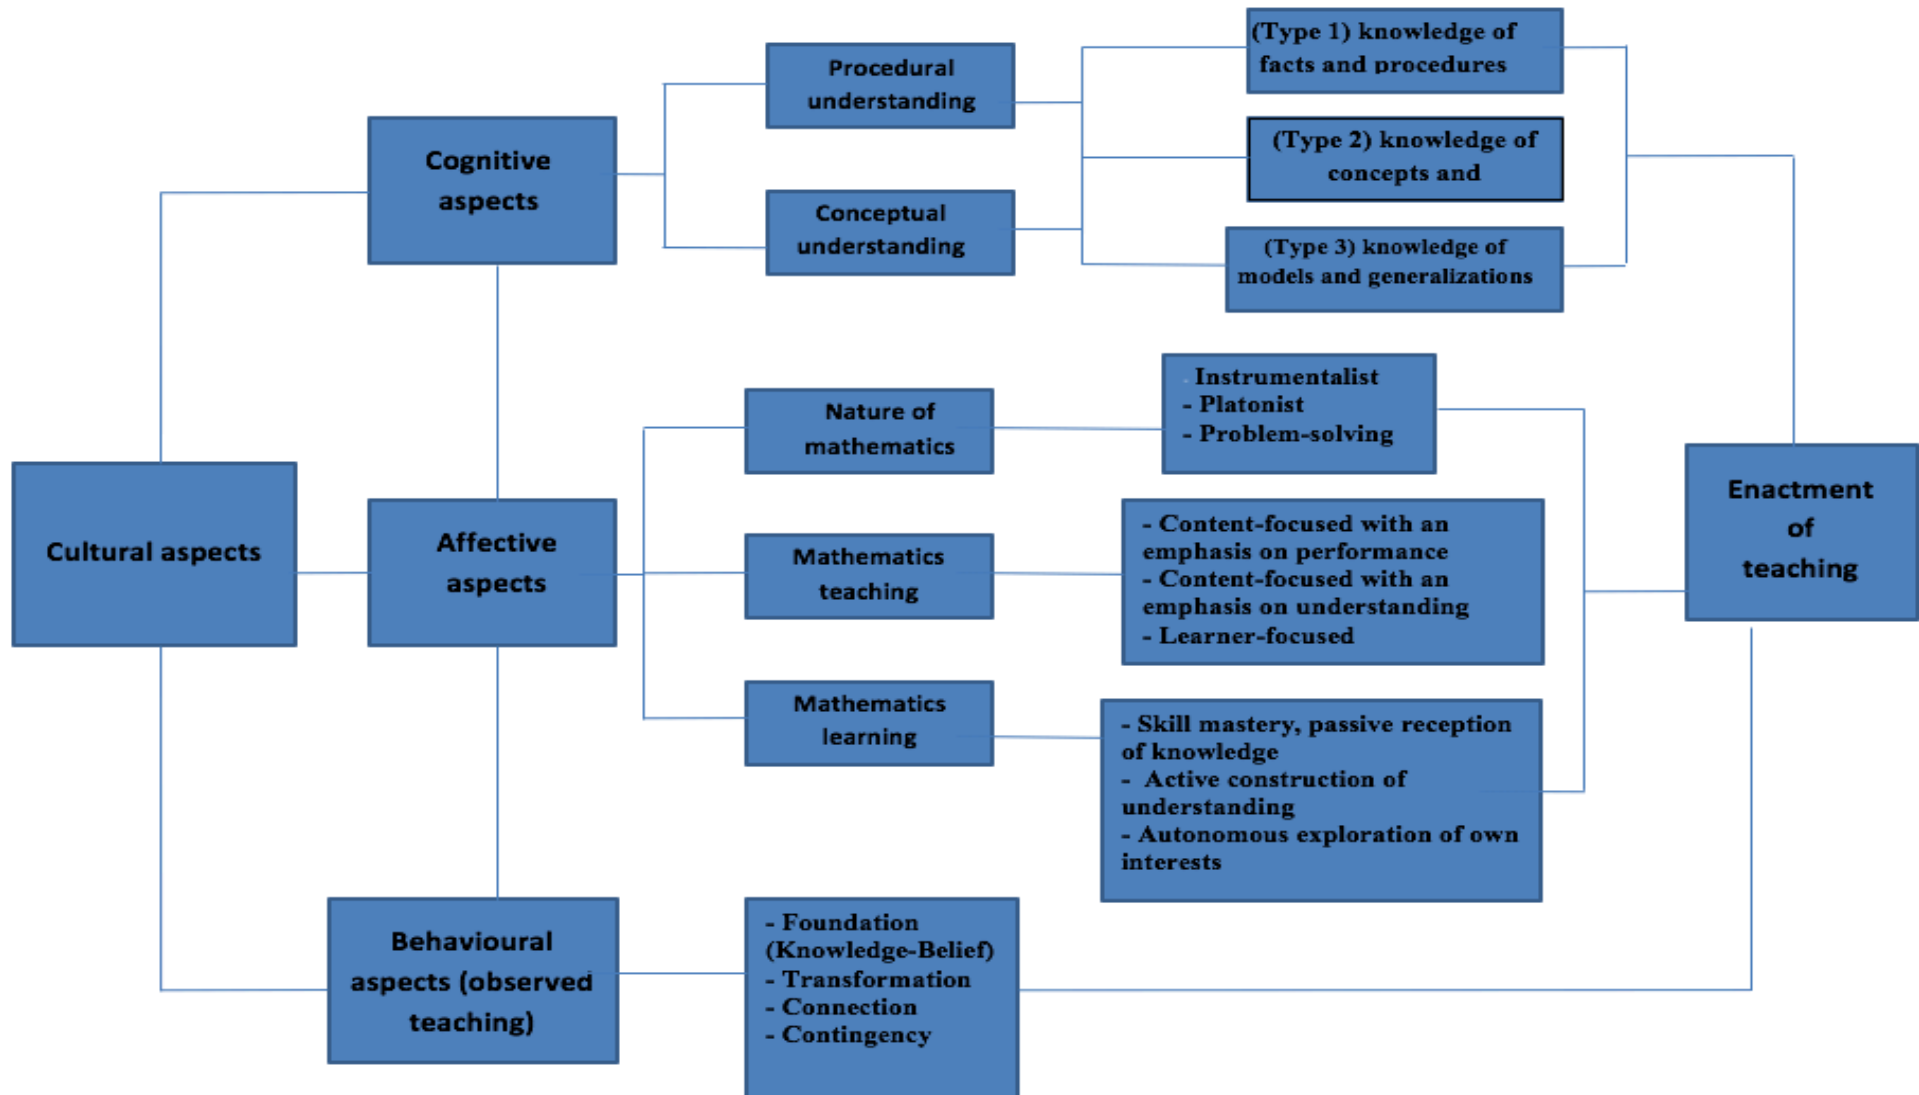 Cultural aspects
Cognitive
aspects
Affective
aspects
Behavioural
aspects (observed
teaching)
Procedural
understanding
Conceptual
understanding
Nature of
mathematics
Mathematics
teaching
Mathematics
learning
- Foundation
(Knowledge-Belief)
- Transformation
- Connection
- Contingency
(Type 1) knowledge of
facts and procedures
(Type 2) knowledge of
concepts and
(Type 3) knowledge of
models and generalizations
- Instrumentalist
- Platonist
- Problem-solving
- Content-focused with an
emphasis on performance
- Content-focused with an
emphasis on understanding
- Learner-focused
- Skill mastery, passive reception
of knowledge
- Active construction of
understanding
- Autonomous exploration of own
interests
Enactment
of
teaching